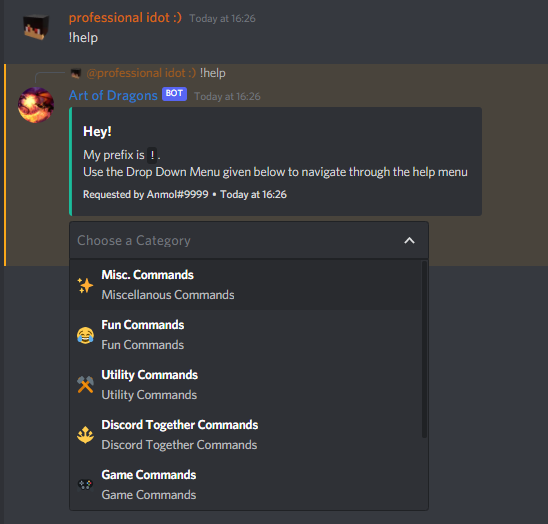 professional idot :) Today at 16:26
!help
@professional idot :) !help
Art of Dragons BOT Today at 16:26
Hey!
My prefix is ! .
Use the Drop Down Menu given below to navigate through the help menu
Requested by Anmol#9999 • Today at 16:26
Choose a Category
Misc. Commands
Miscellanous Commands
Fun Commands
Fun Commands
Utility Commands
Utility Commands
Discord Together Commands
Discord Together Commands
Game Commands
Game Commands